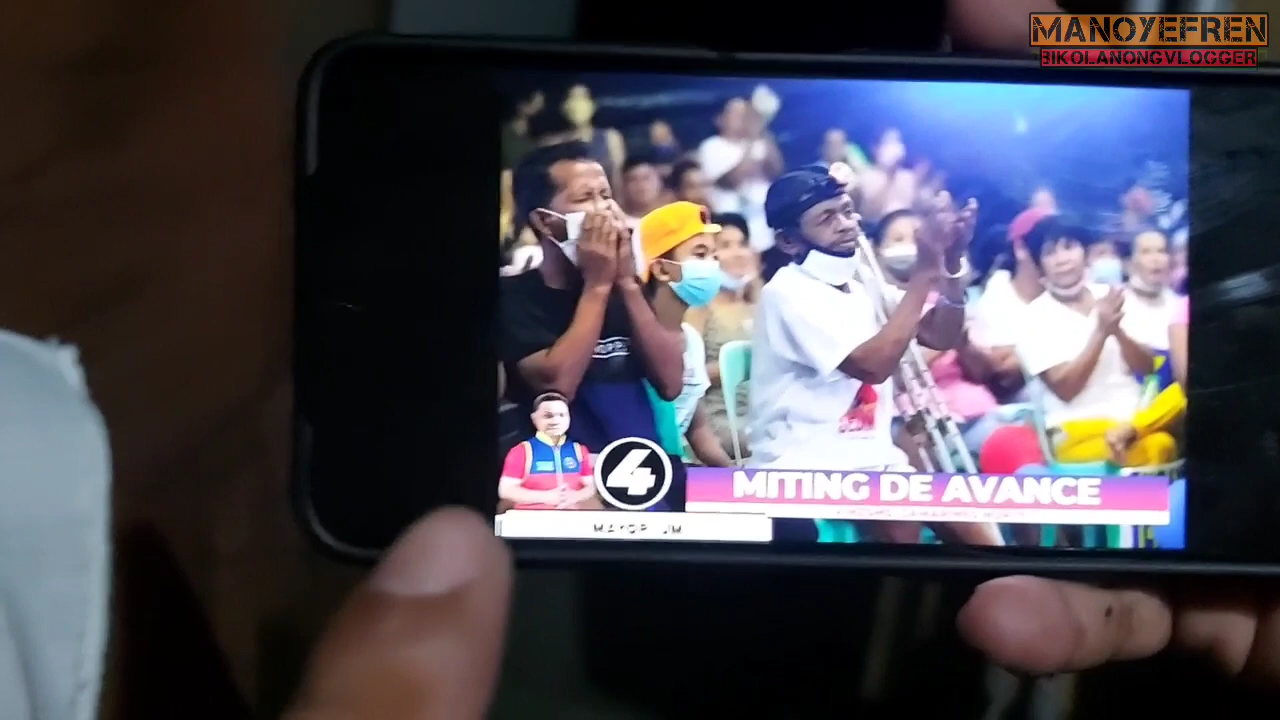 MANOYEFREN
BIKOLANONGVLOGGER
4
MITING DE AVANCE
MAYOR JM